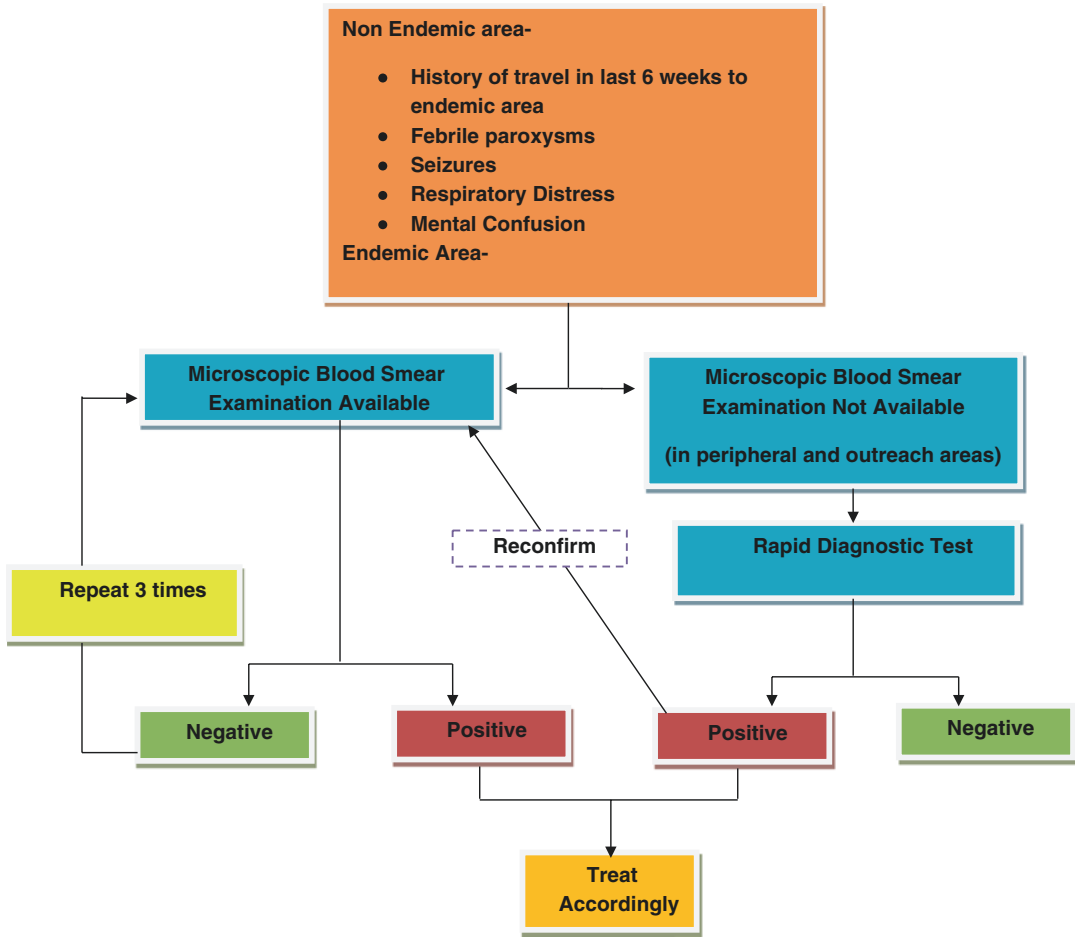 Non Endemic area-
● History of travel in last 6 weeks to
endemic area
● Febrile paroxysms
● Seizures
● Respiratory Distress
● Mental Confusion
Endemic Area-
Microscopic Blood Smear
Examination Available
Microscopic Blood Smear
Examination Not Available
(in peripheral and outreach areas)
Reconfirm
Rapid Diagnostic Test
Repeat 3 times
Negative
Positive
Positive
Negative
Treat
Accordingly